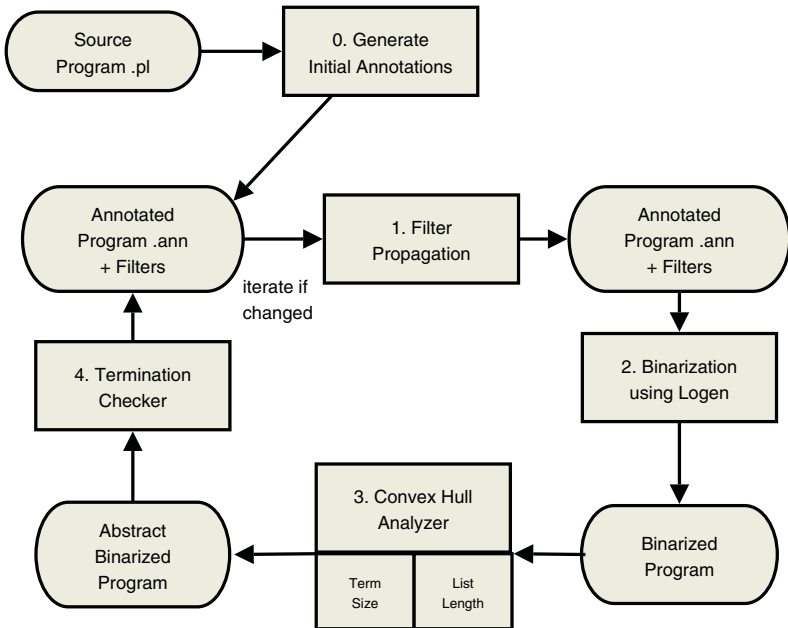 Source
Program .pl
0. Generate
Initial Annotations
Annotated
Program .ann
+ Filters
iterate if
changed
1. Filter
Propagation
Annotated
Program .ann
+ Filters
2. Binarization
using Logen
Binarized
Program
3. Convex Hull
Analyzer
Term
Size
List
Length
Abstract
Binarized
Program
4. Termination
Checker